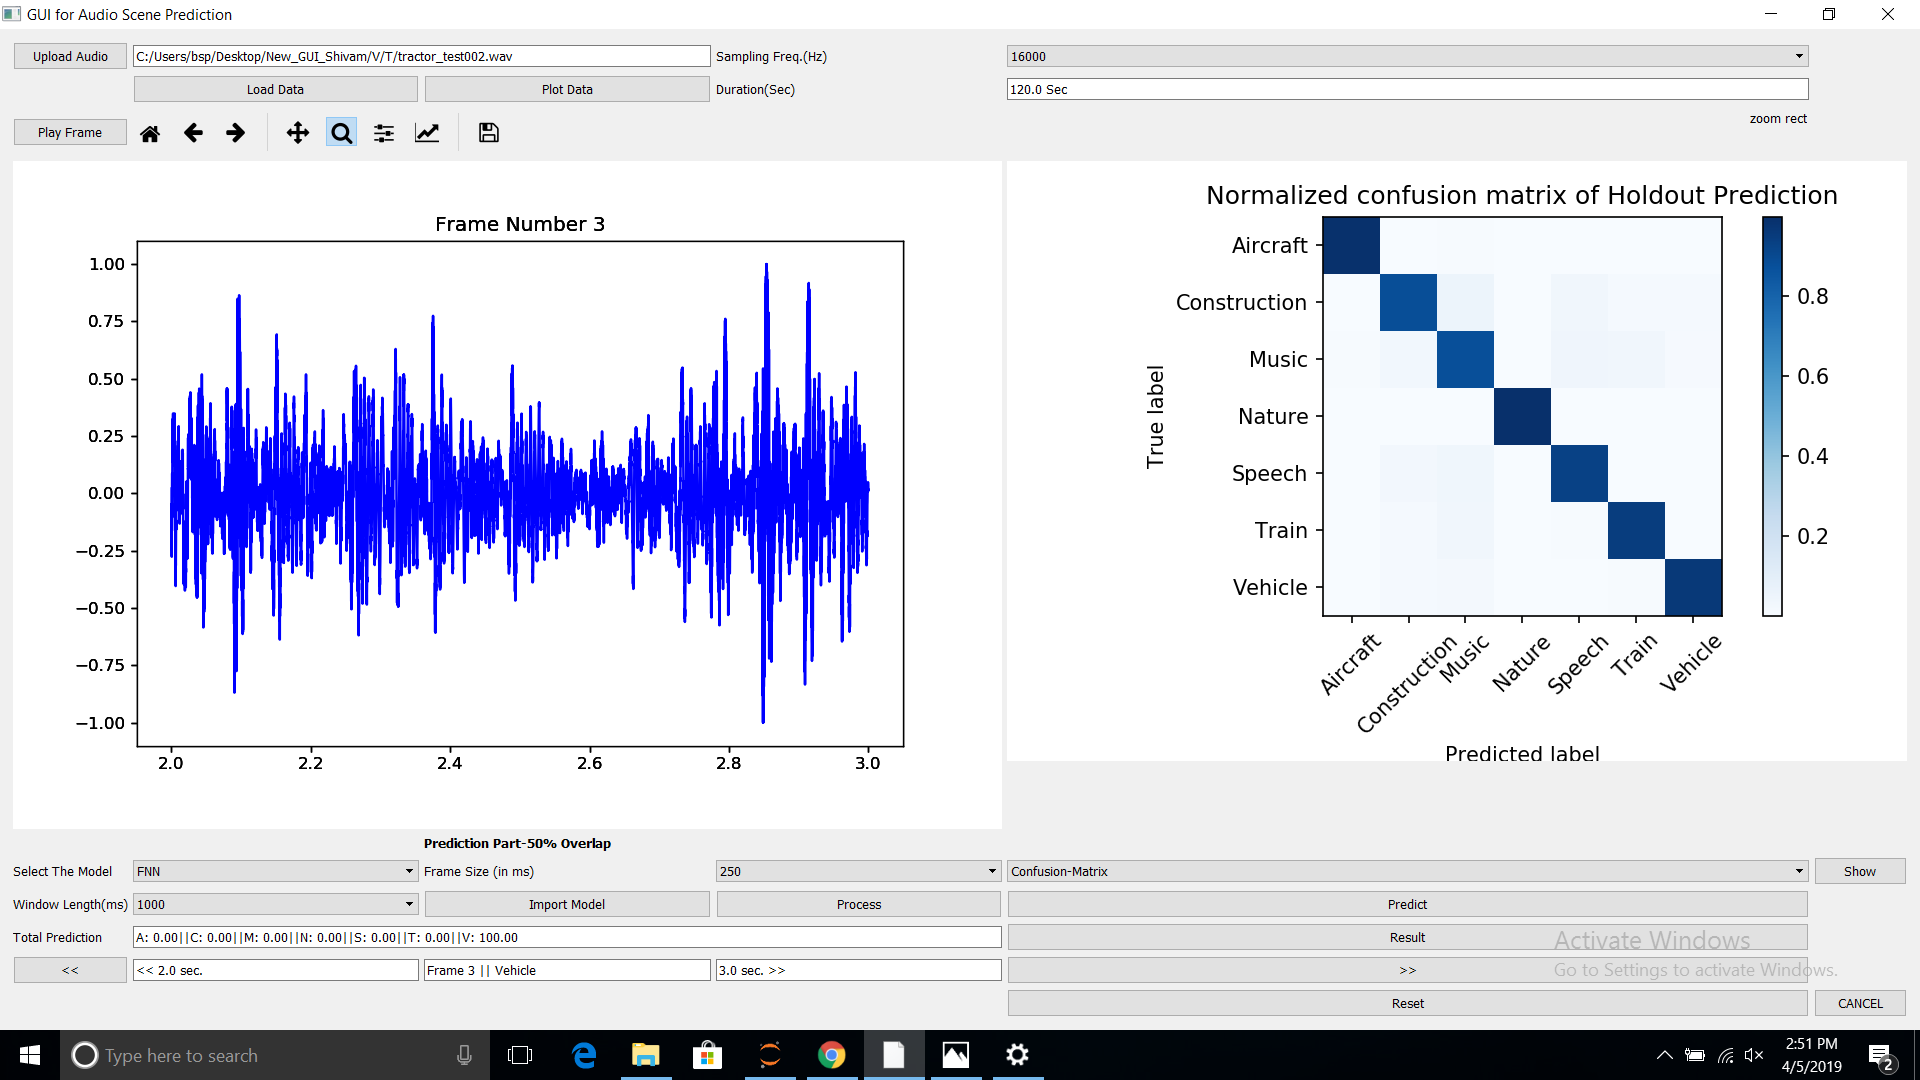 GUI for Audio Scene Prediction
Upload Audio C:/Users/bsp/Desktop/New_GUI_Shivam/V/T/tractor_test002.wav Sampling Freq.(Hz) 16000
Load Data Plot Data Duration(Sec) 120.0 Sec
Play Frame zoom rect
Frame Number 3
1.00
0.75
0.50
0.25
0.00
−0.25
−0.50
−0.75
−1.00
2.0 2.2 2.4 2.6 2.8 3.0
Normalized confusion matrix of Holdout Prediction
True label
Aircraft
Construction
Music
Nature
Speech
Train
Vehicle
0.8
0.6
0.4
0.2
Aircraft Construction Music Nature Speech Train Vehicle
Predicted label
Prediction Part-50% Overlap
Select The Model FNN Frame Size (in ms) 250 Confusion-Matrix Show
Window Length(ms) 1000 Import Model Process Predict
Total Prediction A: 0.00||C: 0.00||M: 0.00||N: 0.00||S: 0.00||T: 0.00||V: 100.00 Result
<< << 2.0 sec. Frame 3 || Vehicle 3.0 sec. >> >>
Reset CANCEL
Activate Windows
Go to Settings to activate Windows.
Type here to search
2:51 PM
4/5/2019
2